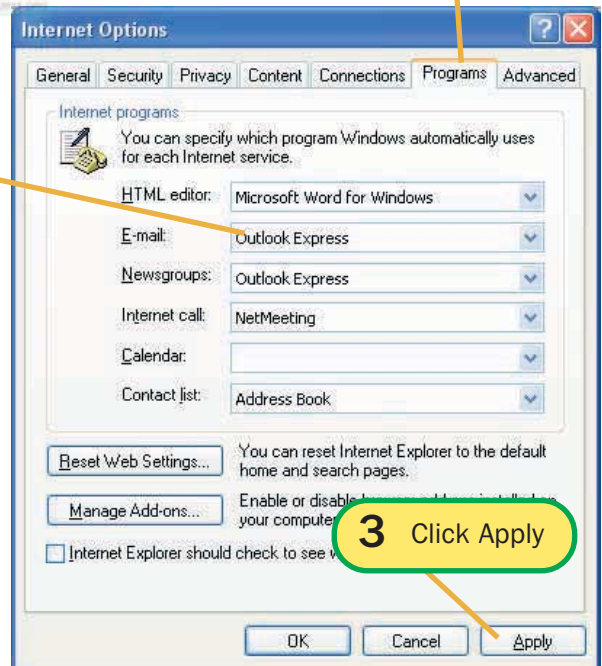 Internet Options
General Security Privacy Content Connections Programs Advanced
Internet programs
You can specify which program Windows automatically uses
for each Internet service.
HTML editor: Microsoft Word for Windows
E-mail: Outlook Express
Newsgroups: Outlook Express
Internet call: NetMeeting
Calendar:
Contact list: Address Book
Reset Web Settings... You can reset Internet Explorer to the default
home and search pages.
Manage Add-ons... Enable or disable
your
Internet Explorer should check to see
3 Click Apply
OK Cancel Apply